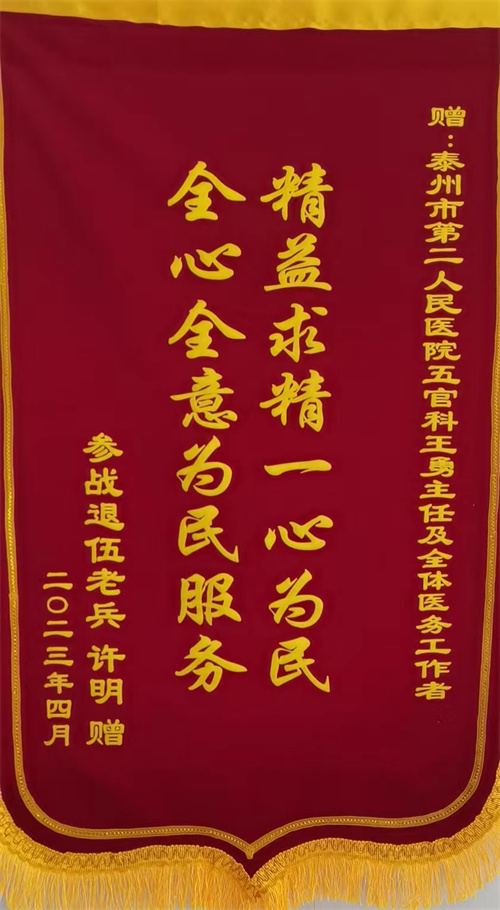 赠：泰州市第二人民医院五官科王勇主任及全体医务工作者
精益求精一心为民
全心全意为民服务
参战退伍老兵 许明 赠
二〇二三年四月